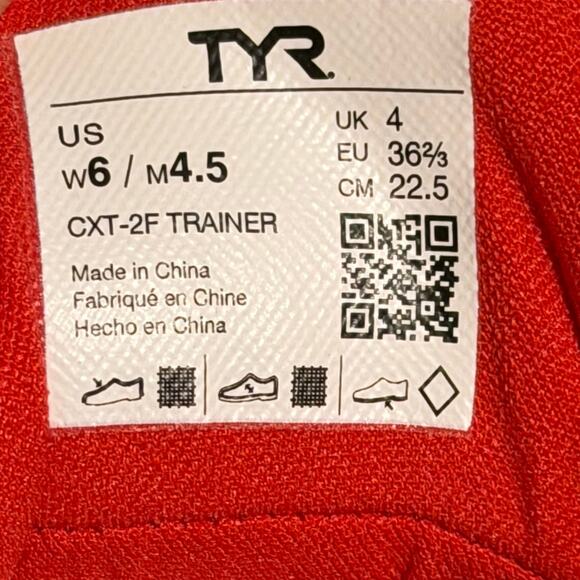 TYR
US
W6 / M4.5
UK 4
EU 36⅔
CM 22.5
CXT-2F TRAINER
Made in China
Fabriqué en Chine
Hecho en China